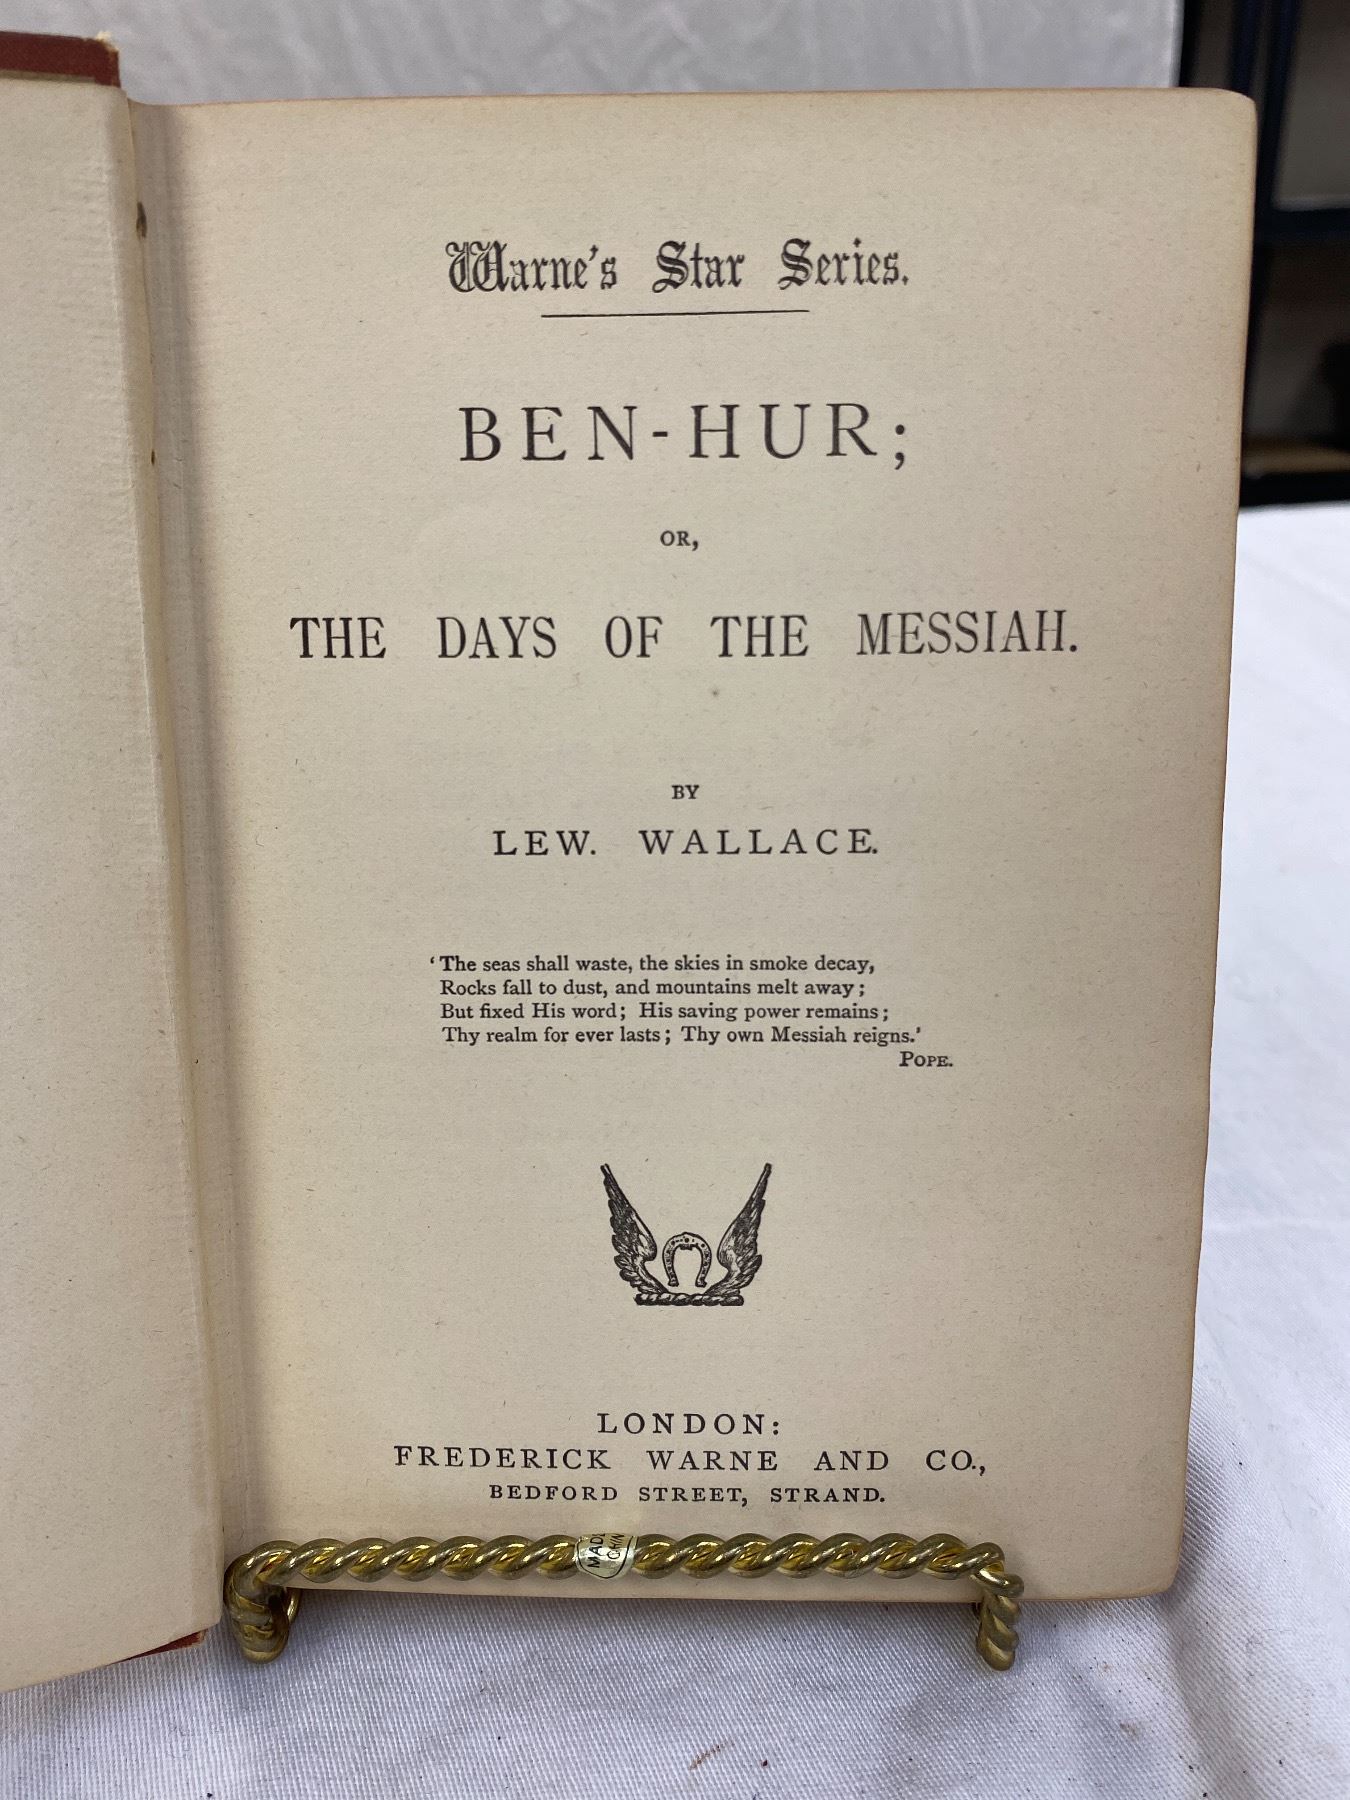 Warne's Star Series.
BEN-HUR;
OR,
THE DAYS OF THE MESSIAH.
BY
LEW. WALLACE.
‘The seas shall waste, the skies in smoke decay,
Rocks fall to dust, and mountains melt away;
But fixed His word; His saving power remains;
Thy realm for ever lasts; Thy own Messiah reigns.’
POPE.
LONDON:
FREDERICK WARNE AND CO.,
BEDFORD STREET, STRAND.